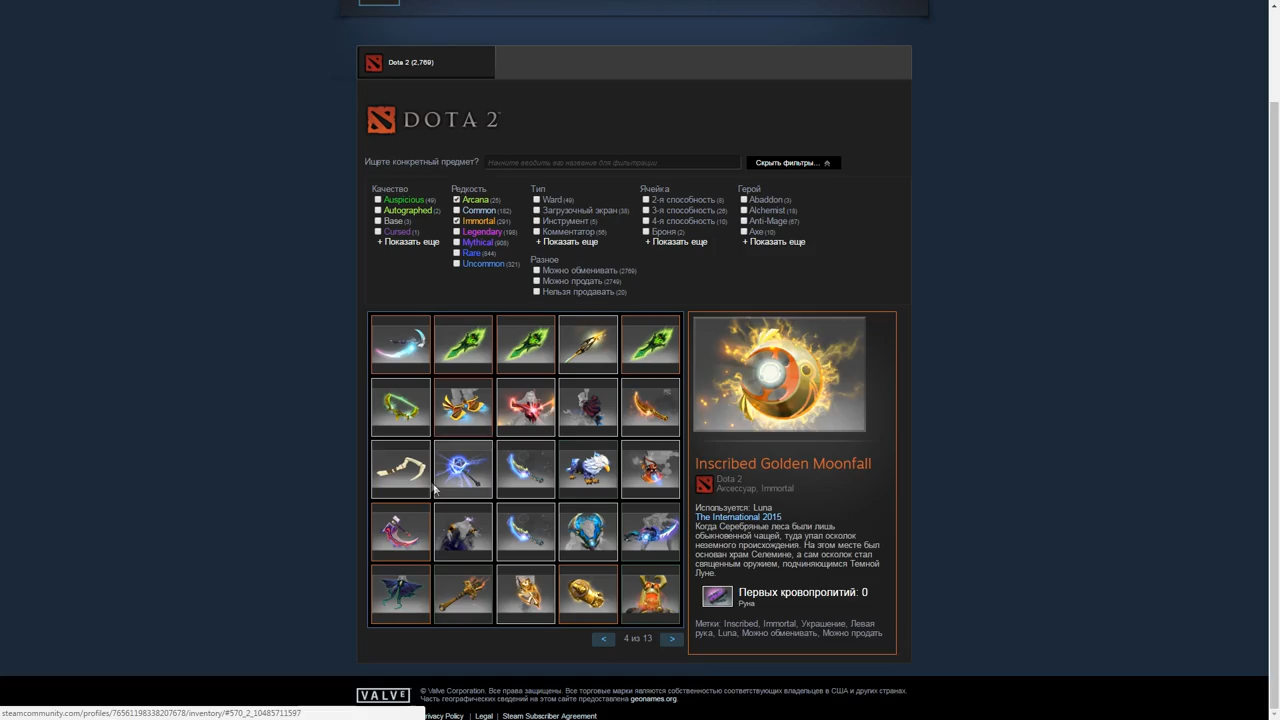 Dota 2 (2,769)
DOTA 2
Ищете конкретный предмет?
Начните вводить его название для фильтрации
Скрыть фильтры...
Качество
Auspicious (49)
Autographed (2)
Base (3)
Cursed (1)
+ Показать еще
Редкость
Arcana (25)
Common (182)
Immortal (291)
Legendary (198)
Mythical (908)
Rare (844)
Uncommon (321)
Тип
Ward (49)
Загрузочный экран (38)
Инструмент (5)
Комментатор (56)
+ Показать еще
Разное
Можно обменивать (2769)
Можно продать (2749)
Нельзя продавать (20)
Ячейка
2-я способность (8)
3-я способность (26)
4-я способность (10)
Броня (2)
+ Показать еще
Герой
Abaddon (3)
Alchemist (18)
Anti-Mage (67)
Axe (10)
+ Показать еще
Inscribed Golden Moonfall
Dota 2
Аксессуар, Immortal
Используется: Luna
The International 2015
Когда Серебряные леса были лишь
обыкновенной чащей, туда упал осколок
неземного происхождения. На этом месте был
основан храм Селемине, а сам осколок стал
священным оружием, подчиняющимся Темной
Луне.
Первых кровопролитий: 0
Руна
Метки: Inscribed, Immortal, Украшение, Левая
рука, Luna, Можно обменивать, Можно продать
< 4 из 13 >
VALVE
© Valve Corporation. Все права защищены. Все торговые марки являются собственностью соответствующих владельцев в США и других странах.
Часть географических сведений на этом сайте предоставлена geonames.org.
Privacy Policy | Legal | Steam Subscriber Agreement
steamcommunity.com/profiles/76561198338207678/inventory/#570_2_10485711597